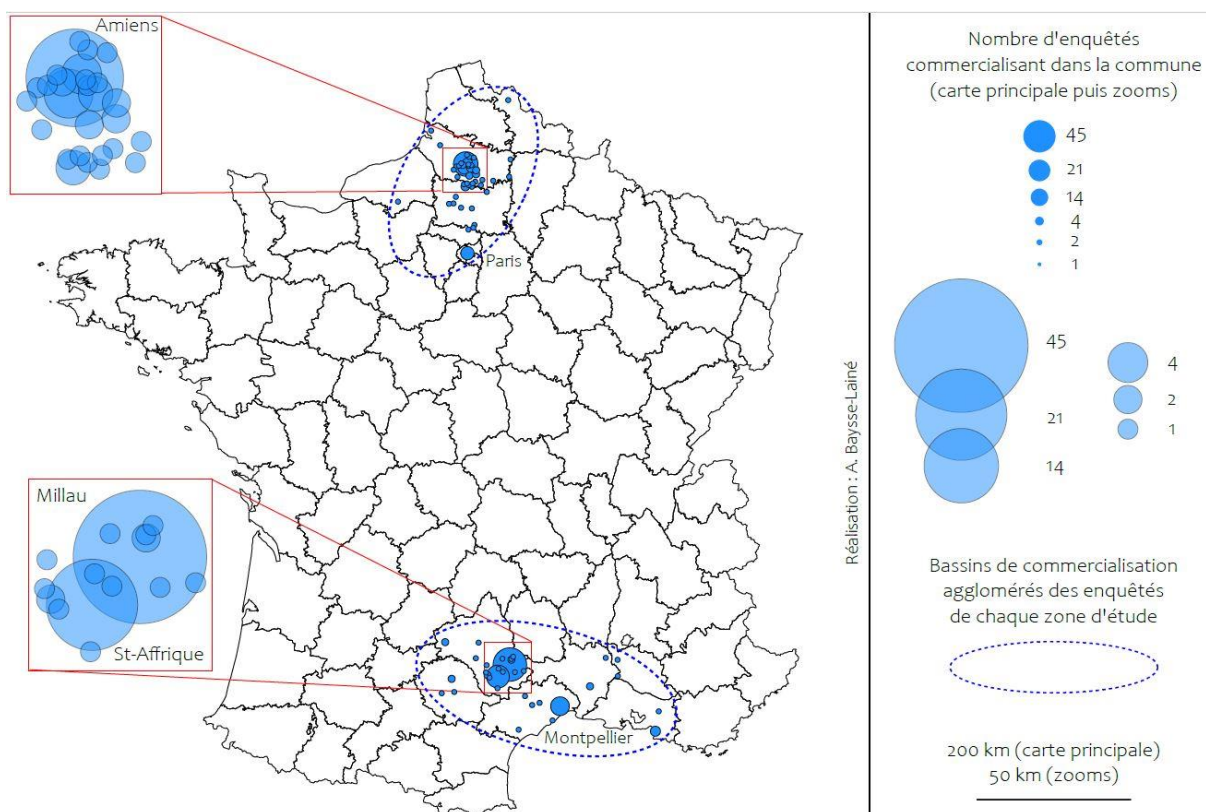 Amiens
Paris
Millau
St-Affrique
Montpellier
Réalisation : A. Baysse-Lainé
Nombre d'enquêtés
commercialisant dans la commune
(carte principale puis zooms)
45
21
14
4
2
1
45
21
14
4
2
1
Bassins de commercialisation
agglomérés des enquêtés
de chaque zone d'étude
200 km (carte principale)
50 km (zooms)